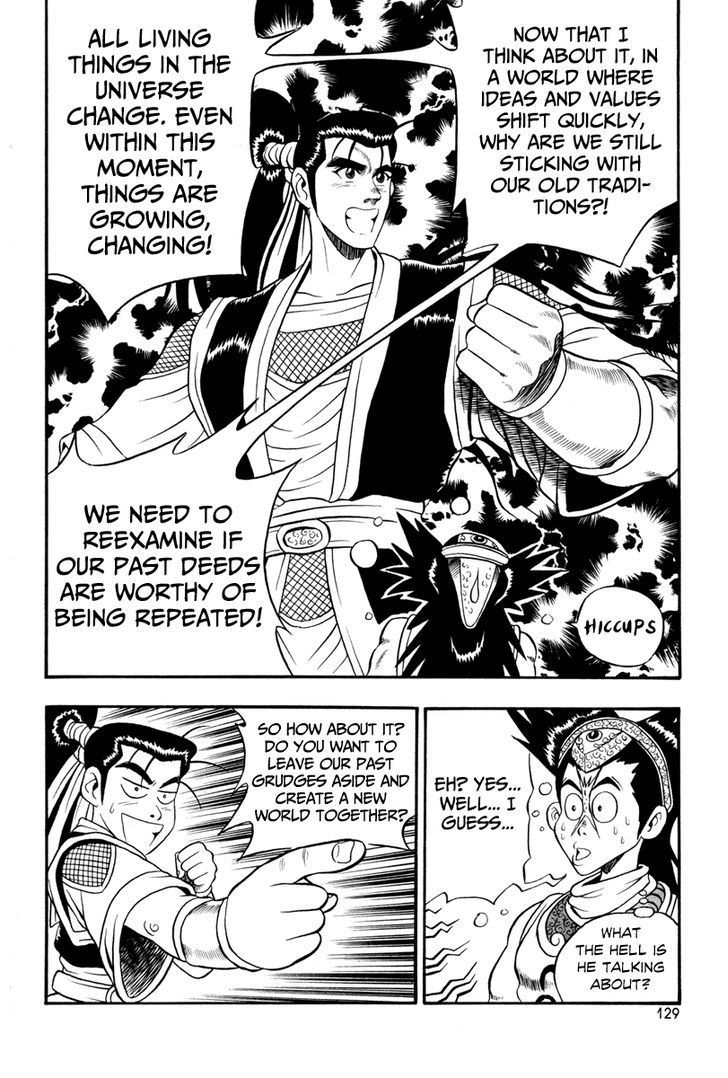 ALL LIVING
THINGS IN THE
UNIVERSE
CHANGE. EVEN
WITHIN THIS
MOMENT,
THINGS ARE
GROWING,
CHANGING!
NOW THAT I
THINK ABOUT IT, IN
A WORLD WHERE
IDEAS AND VALUES
SHIFT QUICKLY,
WHY ARE WE STILL
STICKING WITH
OUR OLD TRADI-
TIONS?!
WE NEED TO
REEXAMINE IF
OUR PAST DEEDS
ARE WORTHY OF
BEING REPEATED!
HICCUPS
SO HOW ABOUT IT?
DO YOU WANT TO
LEAVE OUR PAST
GRUDGES ASIDE AND
CREATE A NEW
WORLD TOGETHER?
EH? YES...
WELL... I
GUESS...
WHAT
THE HELL IS
HE TALKING
ABOUT?
129